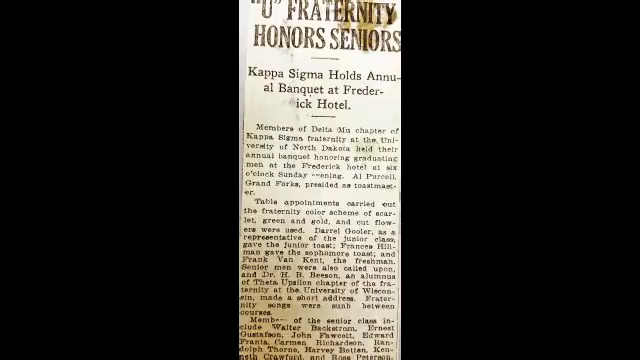 "U" FRATERNITY
HONORS SENIORS
Kappa Sigma Holds Annu-
al Banquet at Freder-
ick Hotel.
Members of Delta Mu chapter of
Kappa Sigma fraternity at the Uni-
versity of North Dakota held their
annual banquet honoring graduating
men at the Frederick hotel at six
o'clock Sunday evening. Al Purcell,
Grand Forks, presided as toastmast-
er.
Table appointments carried out
the fraternity color scheme of scar-
let, green and gold, and cut flow-
ers were used. Darrel Gooler, as a
representative of the junior class,
gave the junior toast; Frances Hill-
man gave the sophomore toast; and
Frank Van Kent, the freshman.
Senior men were also called upon,
and Dr. H. B. Beeson, an alumnus
of Theta Upsilon chapter of the fra-
ternity at the University of Wiscon-
sin, made a short address. Frater-
nity songs were sunb between
courses.
Members of the senior class in-
clude Walter Backstrom, Ernest
Gustafson, John Fawcett, Edward
Franta, Carmen Richardson, Ran-
dolph Thorne, Harvey Botten, Ken-
neth Crawford, and Ross Peterson.